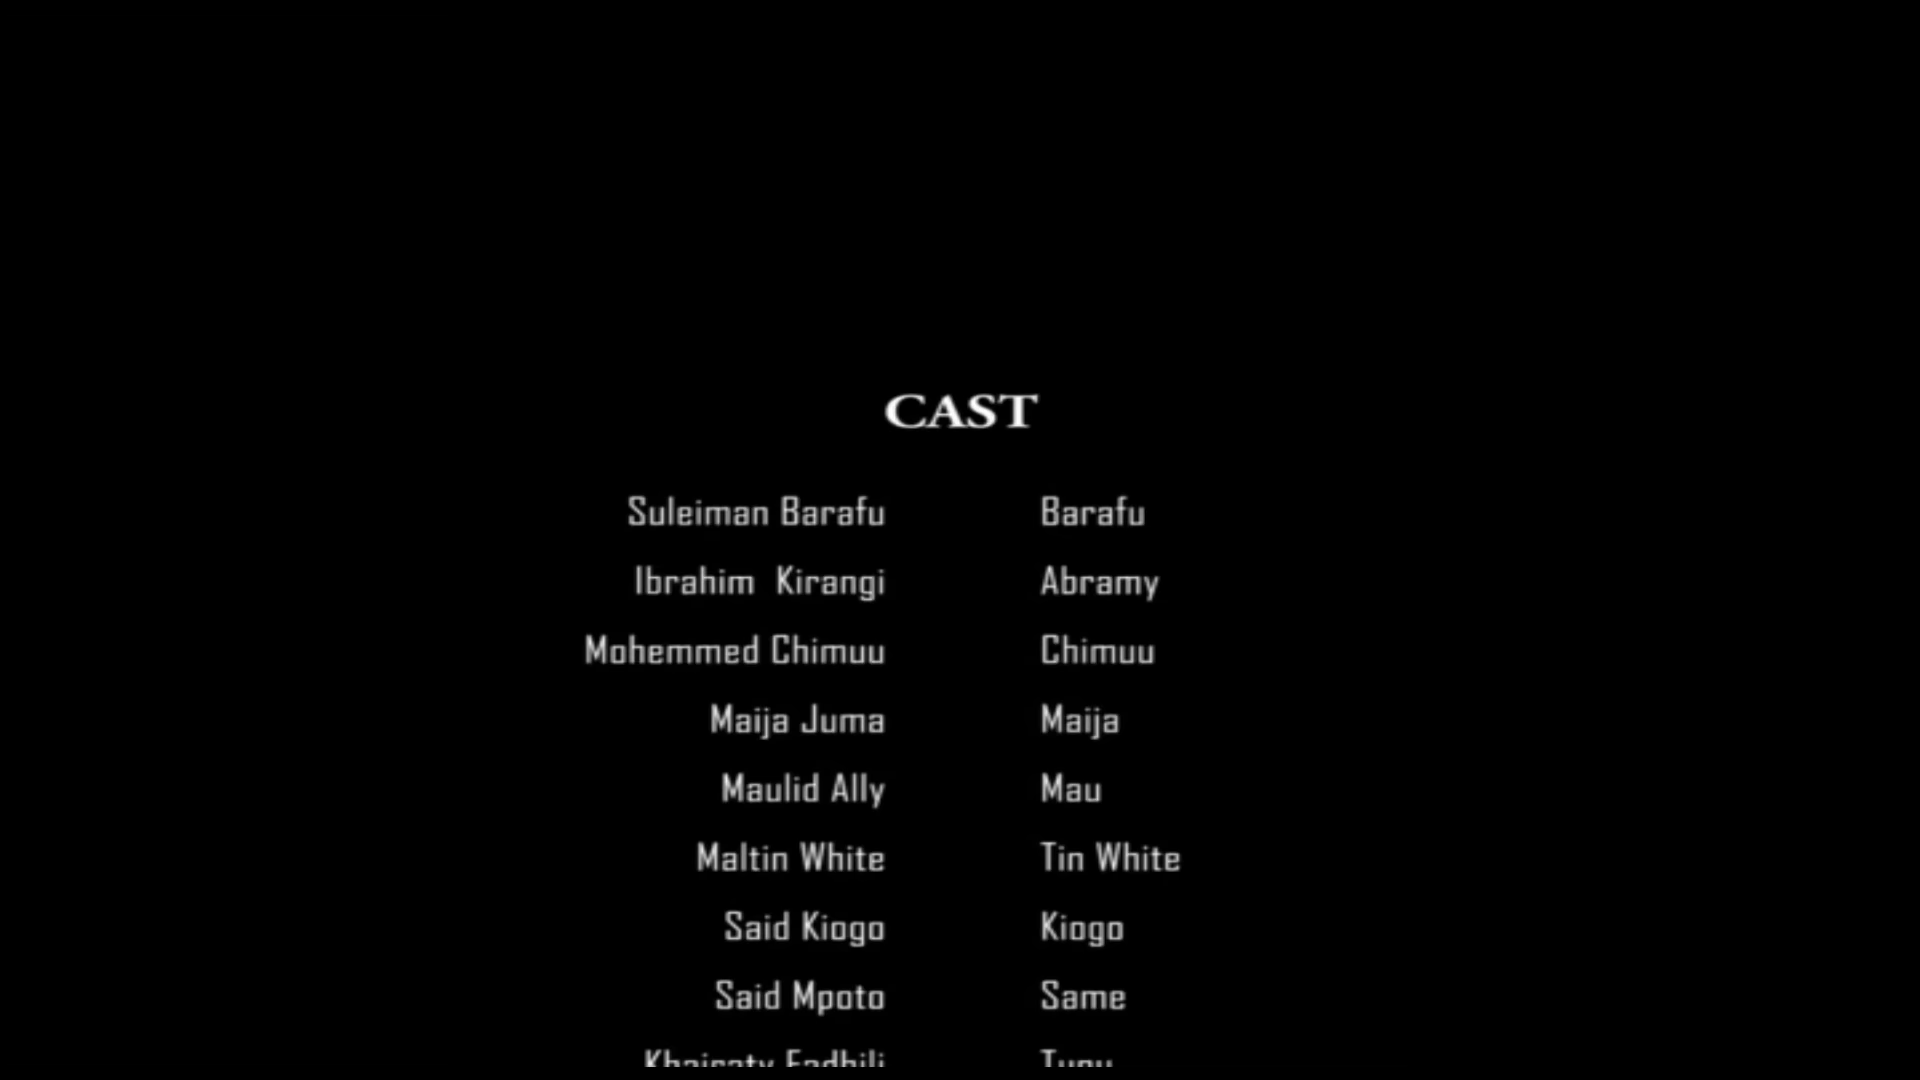 CAST
Suleiman Barafu Barafu
Ibrahim Kirangi Abramy
Mohemmed Chimuu Chimuu
Maija Juma Maija
Maulid Ally Mau
Maltin White Tin White
Said Kiogo Kiogo
Said Mpoto Same